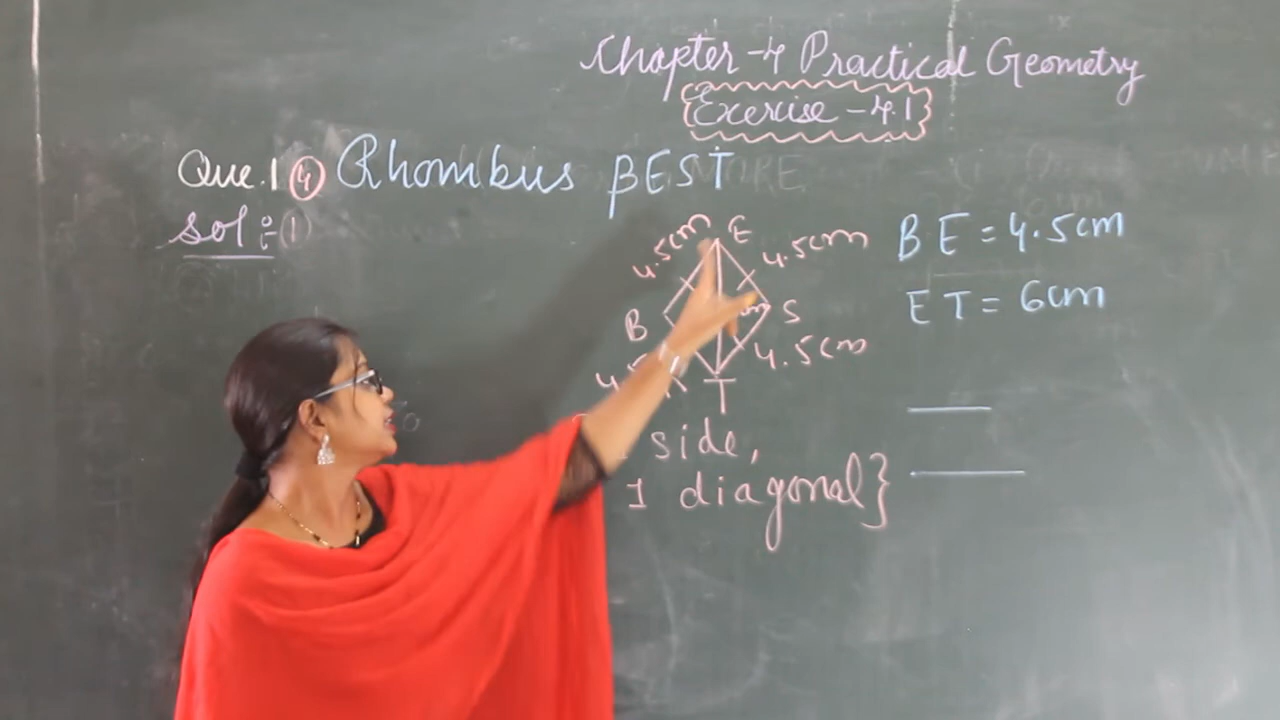 Chapter-4 Practical Geometry
Exercise-4.1
Que.1 (4) Rhombus BEST
Sol:-(1)
4.5cm E 4.5cm
BE=4.5cm
B S
ET=6cm
4.5cm
T
side,
1 diagonal}